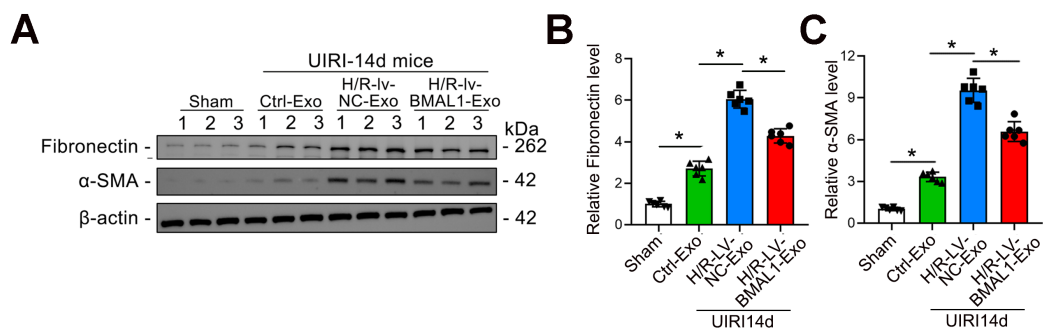 A
UIRI-14d mice
Sham
Ctrl-Exo
H/R-lv-
NC-Exo
H/R-lv-
BMAL1-Exo
1 2 3 1 2 3 1 2 3 1 2 3
kDa
Fibronectin - - 262
α-SMA - - 42
β-actin - - 42
B
Relative Fibronectin level
8
6
4
2
0
*
*
*
Sham
Ctrl-Exo
H/R-LV-
NC-Exo
H/R-LV-
BMAL1-Exo
UIRI14d
C
Relative α-SMA level
12
9
6
3
0
*
*
*
Sham
Ctrl-Exo
H/R-LV-
NC-Exo
H/R-LV-
BMAL1-Exo
UIRI14d